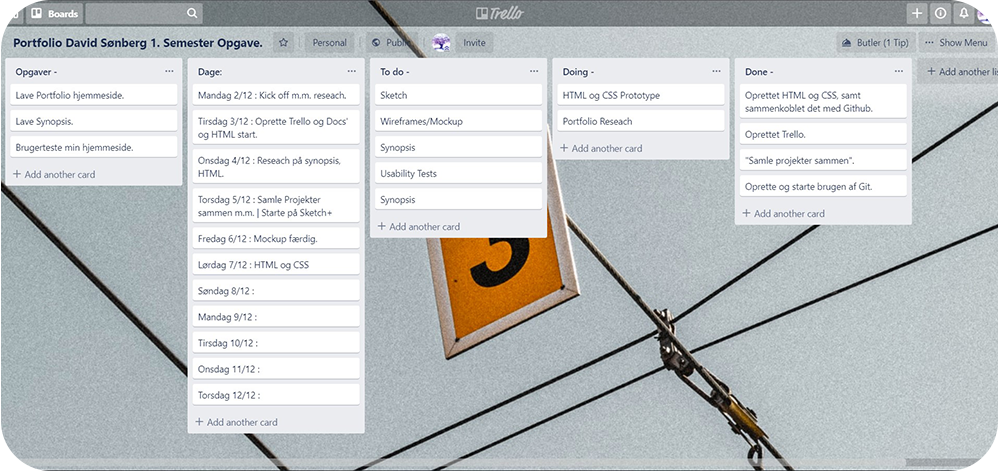 Boards
Trello
Portfolio David Sønberg 1. Semester Opgave.
Personal
Invite
Butler (1 Tip)
Show Menu
Opgaver -
Lave Portfolio hjemmeside.
Lave Synopsis.
Brugerteste min hjemmeside.
+ Add another card
Dage:
Mandag 2/12 : Kick off m.m. reseach.
Tirsdag 3/12 : Oprette Trello og Docs'
og HTML start.
Onsdag 4/12 : Reseach på synopsis,
HTML.
Torsdag 5/12 : Samle Projekter
sammen m.m. | Starte på Sketch+
Fredag 6/12 : Mockup færdig.
Lørdag 7/12 : HTML og CSS
Søndag 8/12 :
Mandag 9/12 :
Tirsdag 10/12 :
Onsdag 11/12 :
Torsdag 12/12 :
+ Add another card
To do -
Sketch
Wireframes/Mockup
Synopsis
Usability Tests
Synopsis
+ Add another card
Doing -
HTML og CSS Prototype
Portfolio Reseach
+ Add another card
Done -
Oprettet HTML og CSS, samt
sammenkoblet det med Github.
Oprettet Trello.
"Samle projekter sammen".
Oprette og starte brugen af Git.
+ Add another card
+ Add another
3